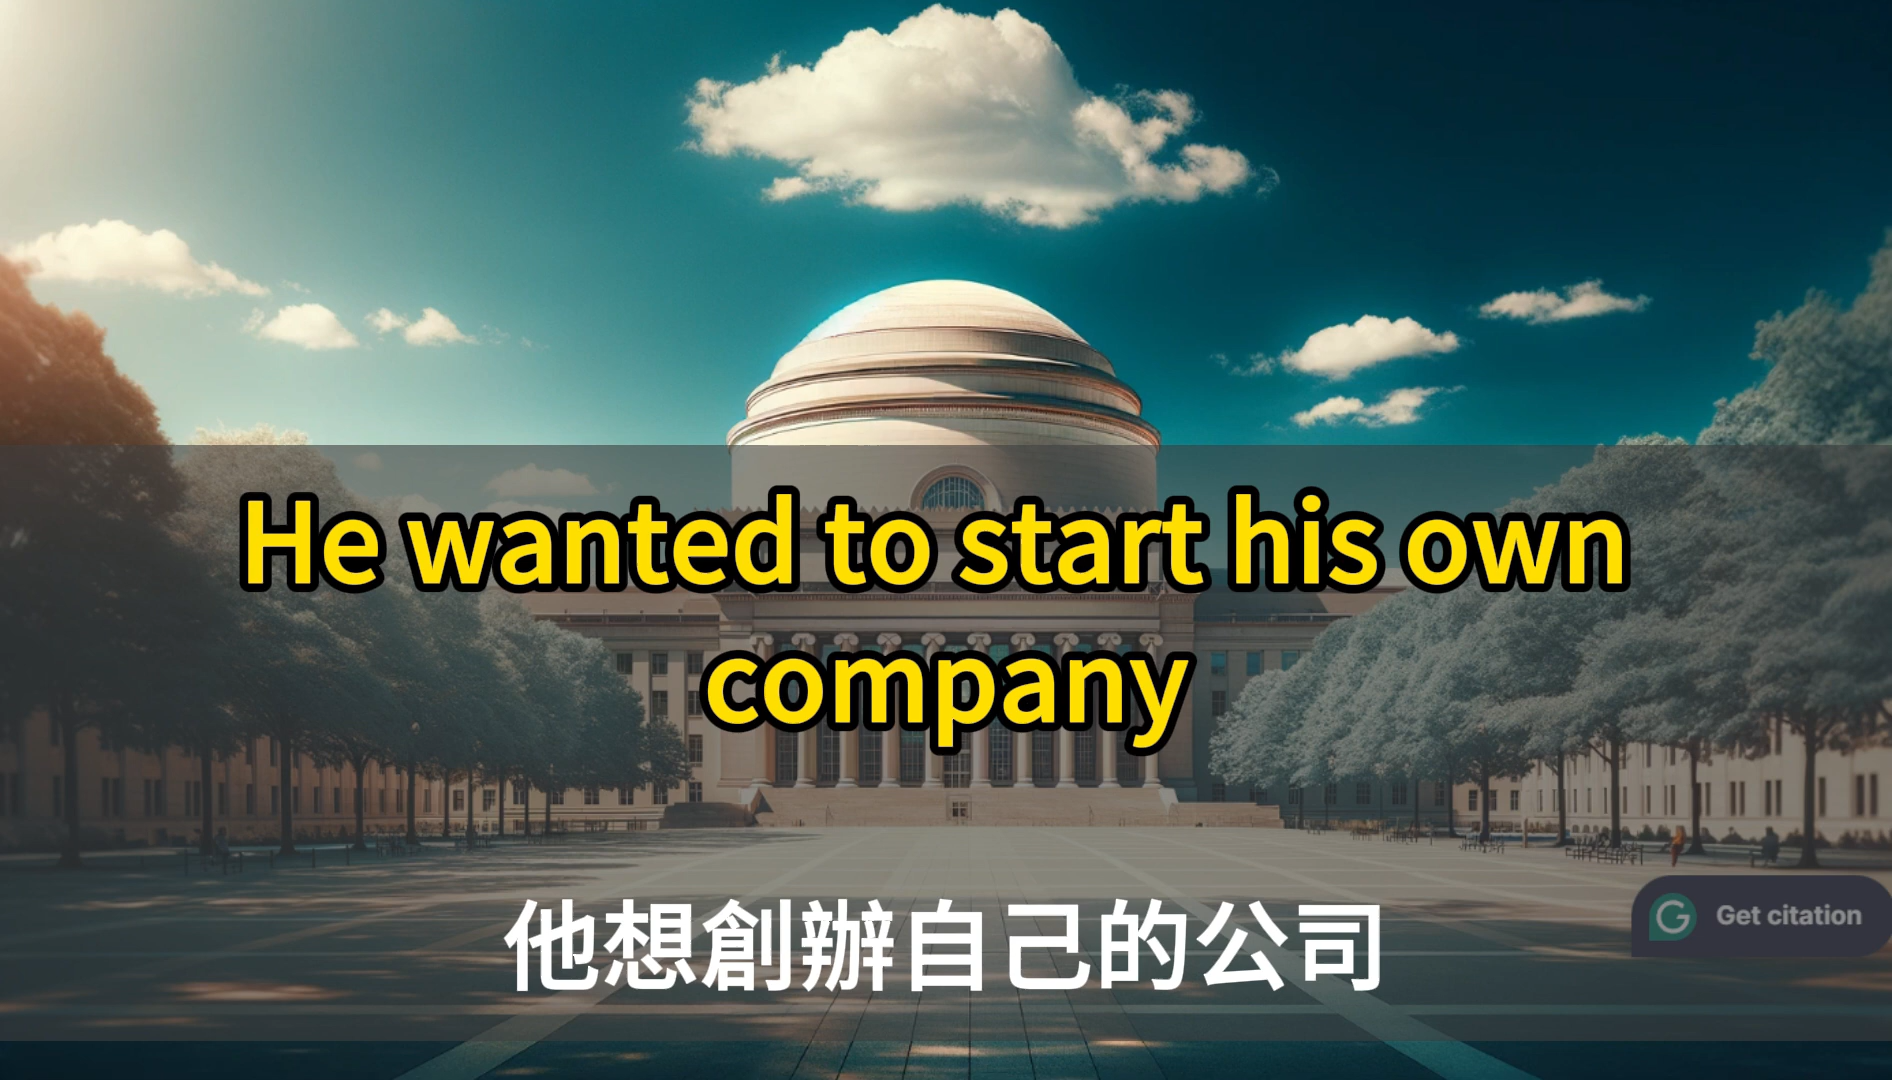 He wanted to start his own
company
他想創辦自己的公司
Get citation